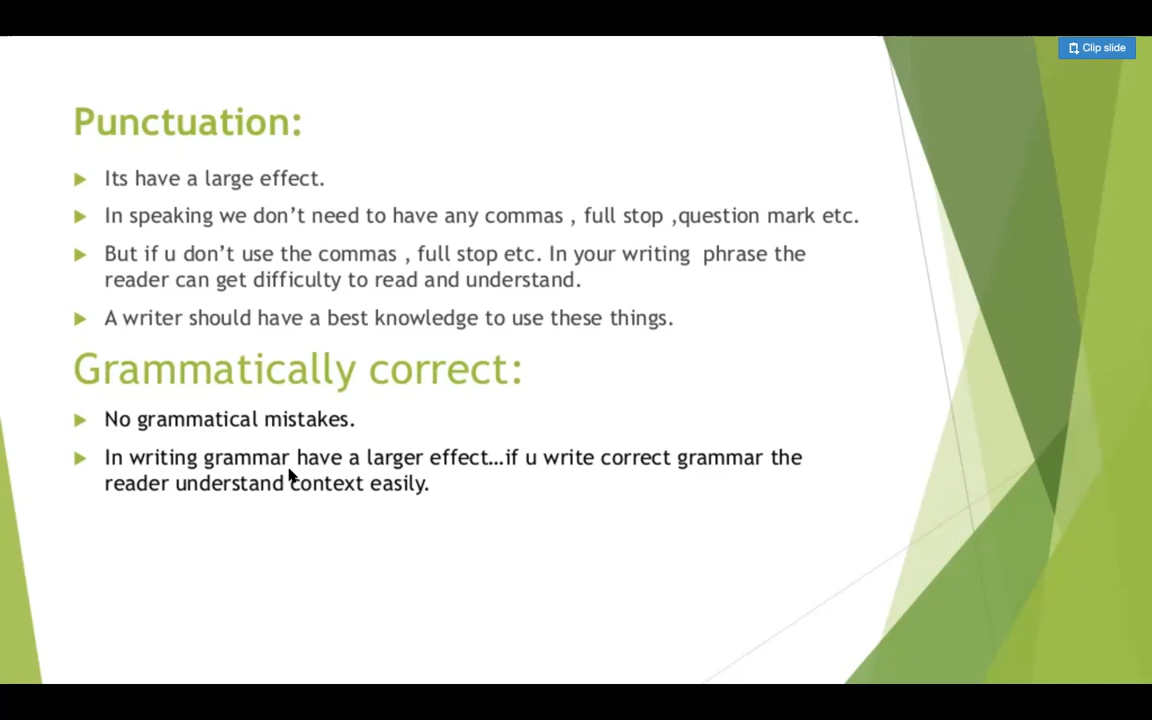 Clip slide
Punctuation:
Its have a large effect.
In speaking we don’t need to have any commas , full stop ,question mark etc.
But if u don’t use the commas , full stop etc. In your writing  phrase the
reader can get difficulty to read and understand.
A writer should have a best knowledge to use these things.
Grammatically correct:
No grammatical mistakes.
In writing grammar have a larger effect…if u write correct grammar the
reader understand context easily.